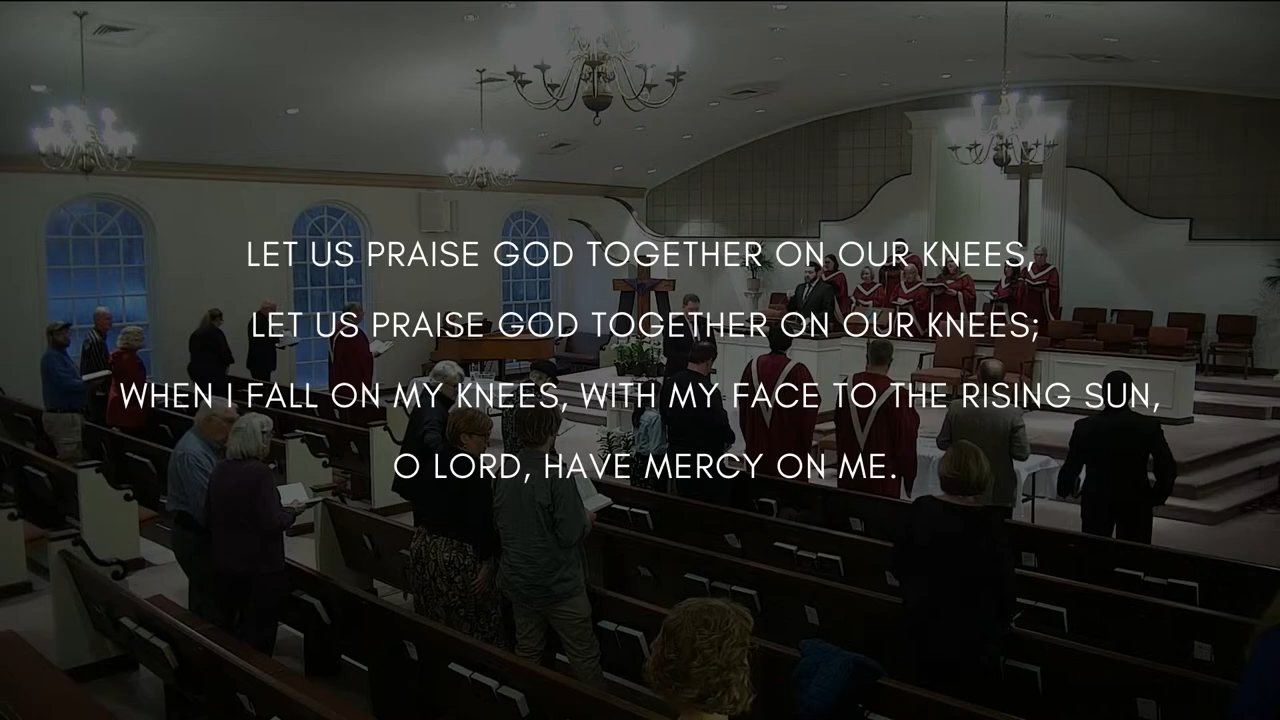 LET US PRAISE GOD TOGETHER ON OUR KNEES,
LET US PRAISE GOD TOGETHER ON OUR KNEES;
WHEN I FALL ON MY KNEES, WITH MY FACE TO THE RISING SUN,
O LORD, HAVE MERCY ON ME.